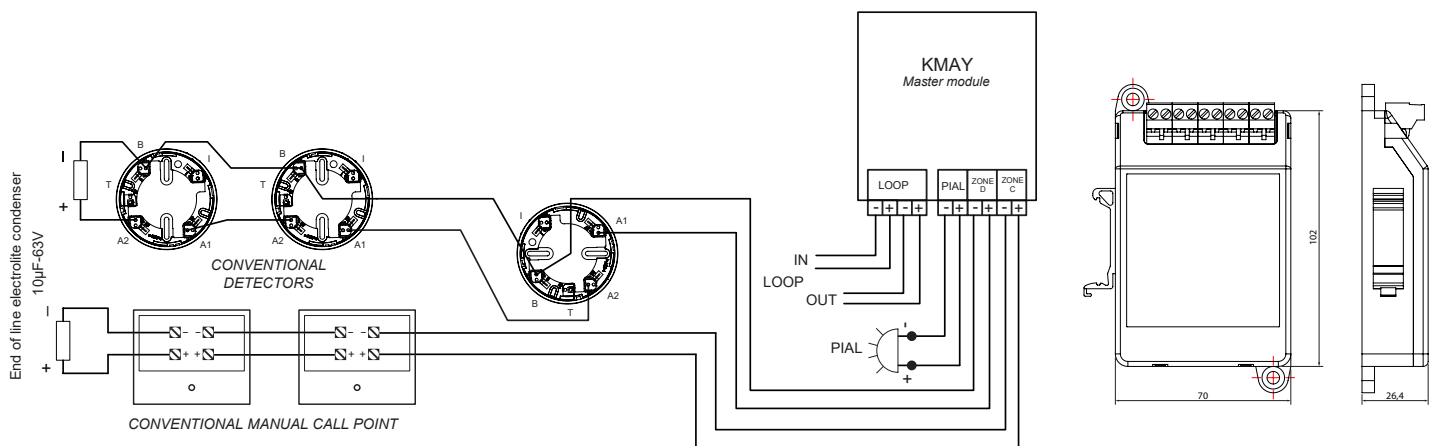 KMAY
Master module
LOOP
PIAL
ZONE
D
ZONE
C
- + - + - + - + - +
IN
LOOP
OUT
PIAL
-
+
End of line electrolite condenser
10µF-63V
-
+
B
I
T
A2
A1
B
I
T
A2
A1
I
A1
B
T
A2
CONVENTIONAL
DETECTORS
-
+
- -
+ +
- -
+ +
CONVENTIONAL MANUAL CALL POINT
102
70
26,4